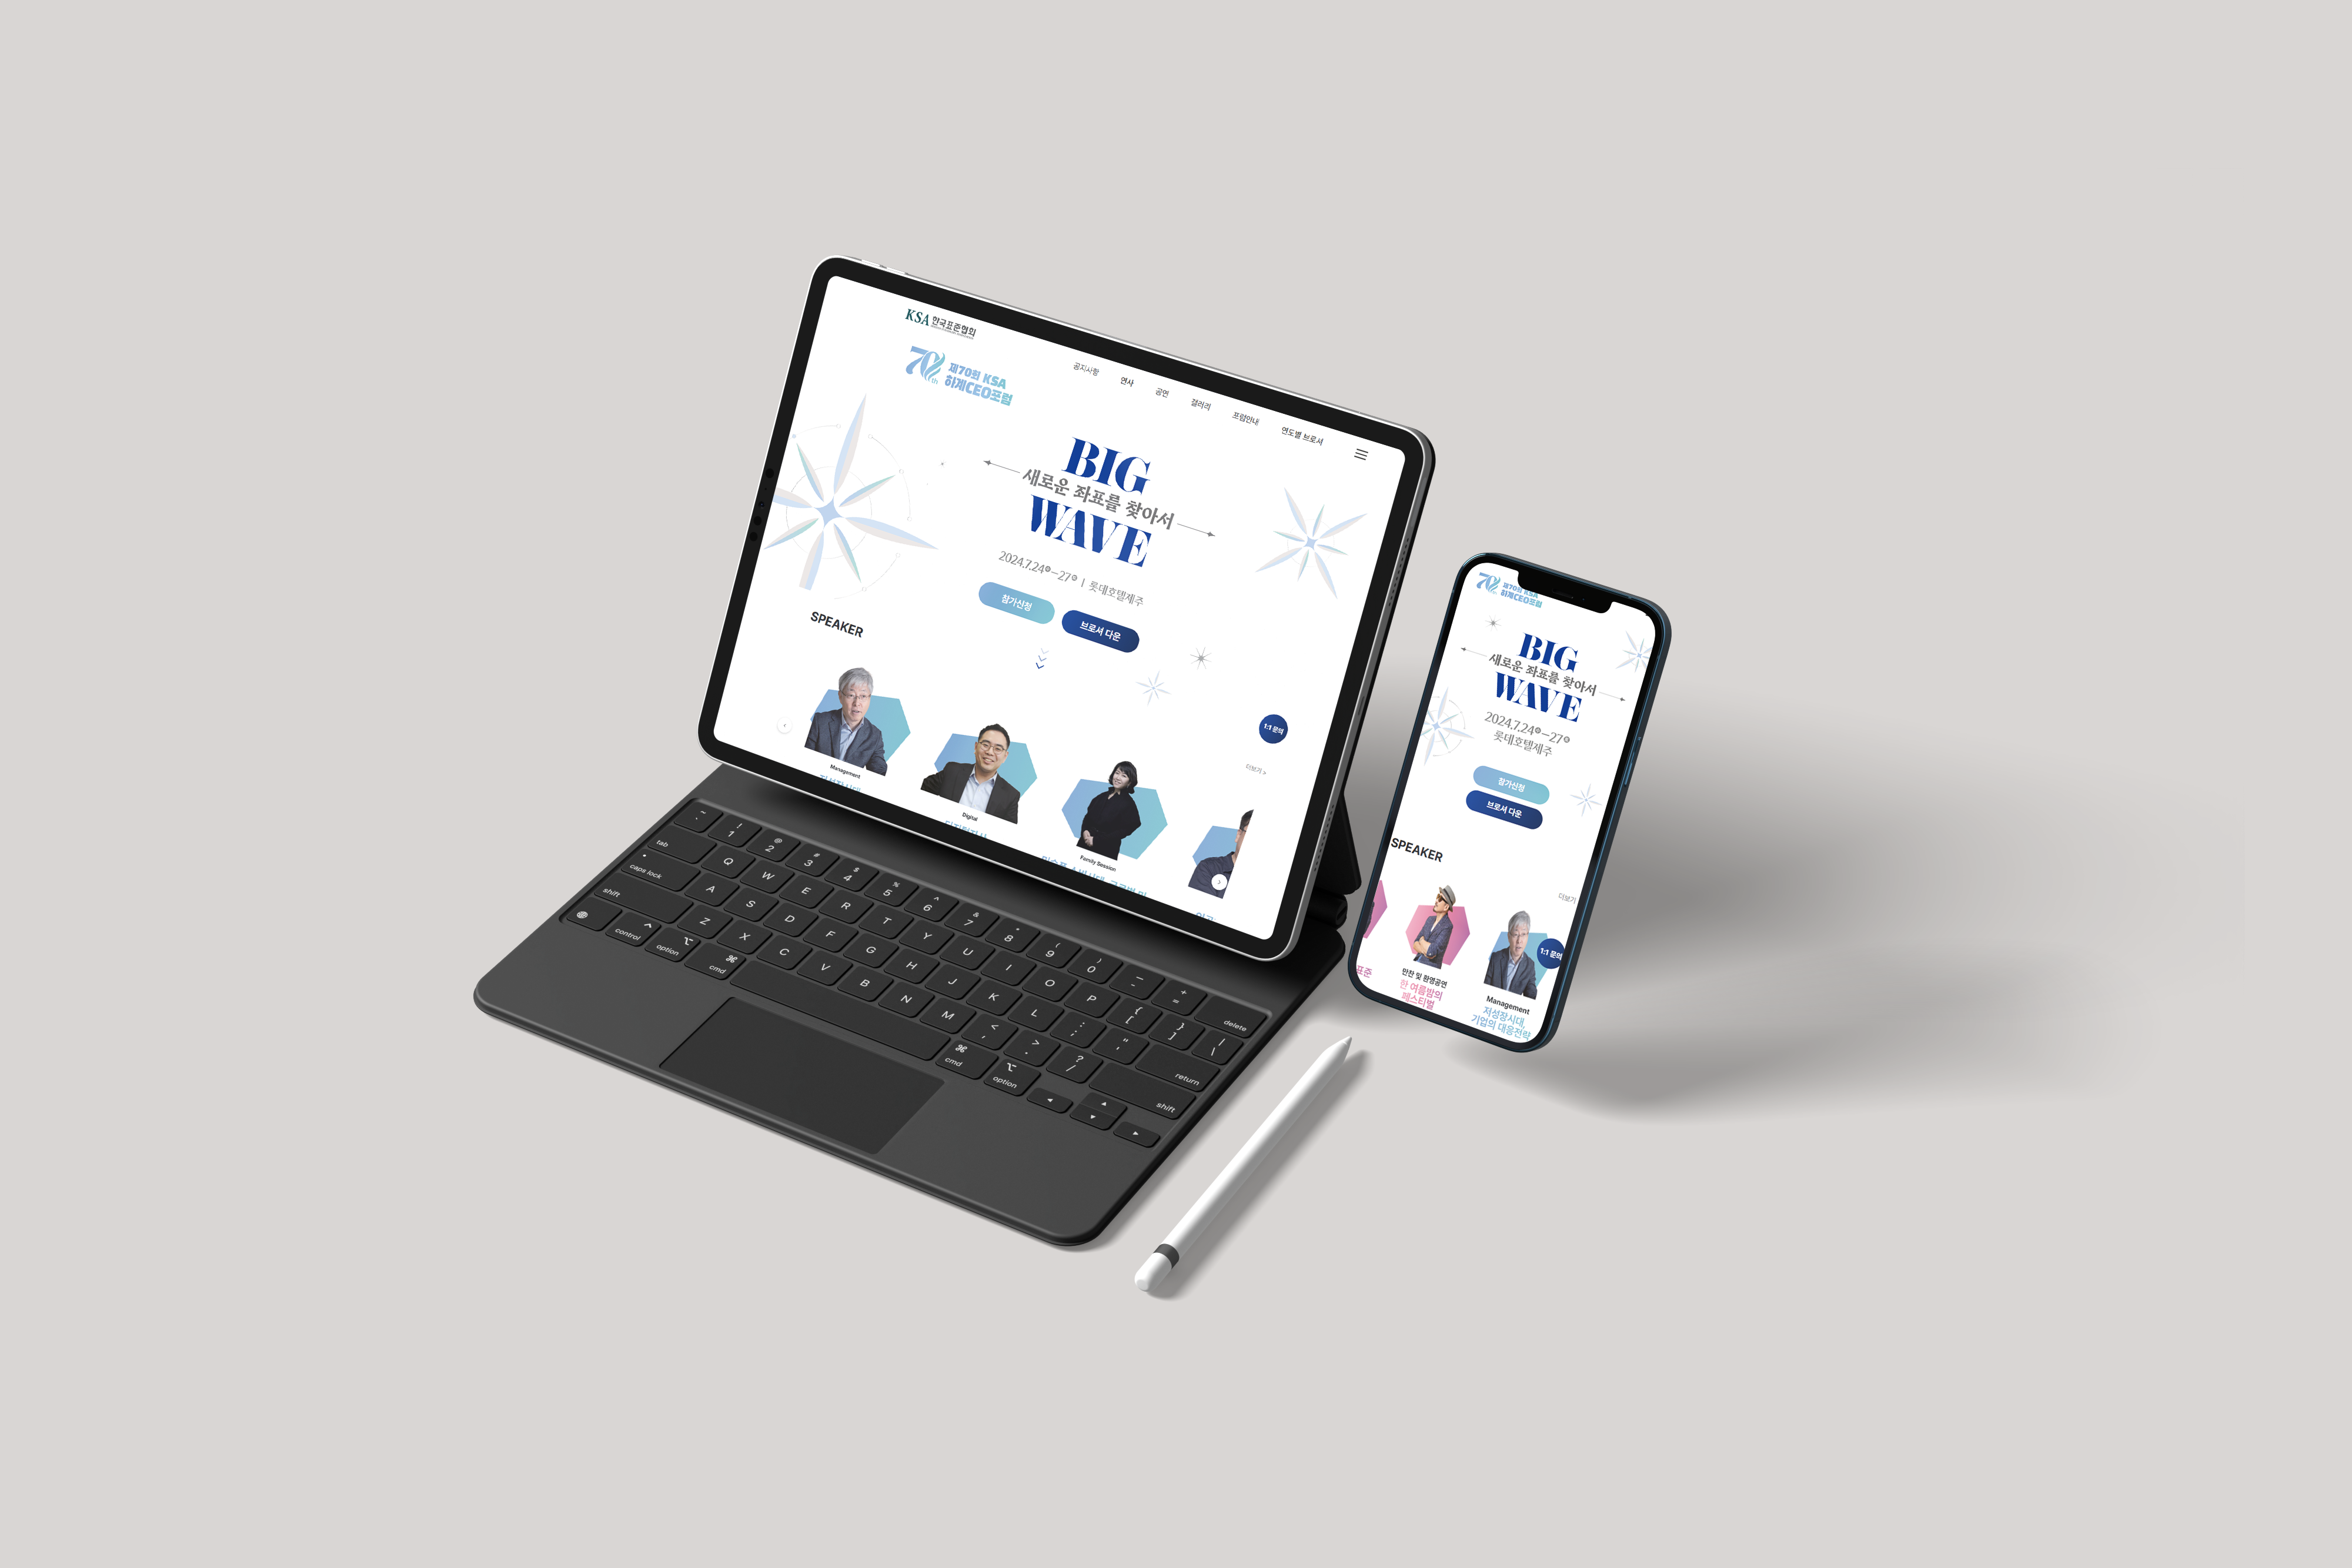 KSA 한국표준협회
70th 제70회 KSA
하계CEO포럼
공지사항 연사 공연 갤러리 포럼안내 연도별 브로셔
BIG
새로운 좌표를 찾아서
WAVE
2024.7.24 – 27 | 롯데호텔제주
참가신청 브로셔 다운
SPEAKER
1:1 문의
더보기 >
Management
Digital
Family Session
제70회 KSA
하계CEO포럼
BIG
새로운 좌표를 찾아서
WAVE
2024.7.24 – 27
롯데호텔제주
참가신청
브로셔 다운
SPEAKER
더보기
1:1 문의
표준
만찬 및 환영공연
한 여름밤의
페스티벌
Management
저성장시대,
기업의 대응전략
~ ! 1 @ 2 # 3 $ 4 % 5 ^ 6 & 7 * 8 ( 9 ) 0 — - + = delete
tab Q W E R T Y U I O P { [ } ] | \
caps lock A S D F G H J K L : ; " ' return
shift Z X C V B N M < , > . ? / shift
control option cmd cmd option